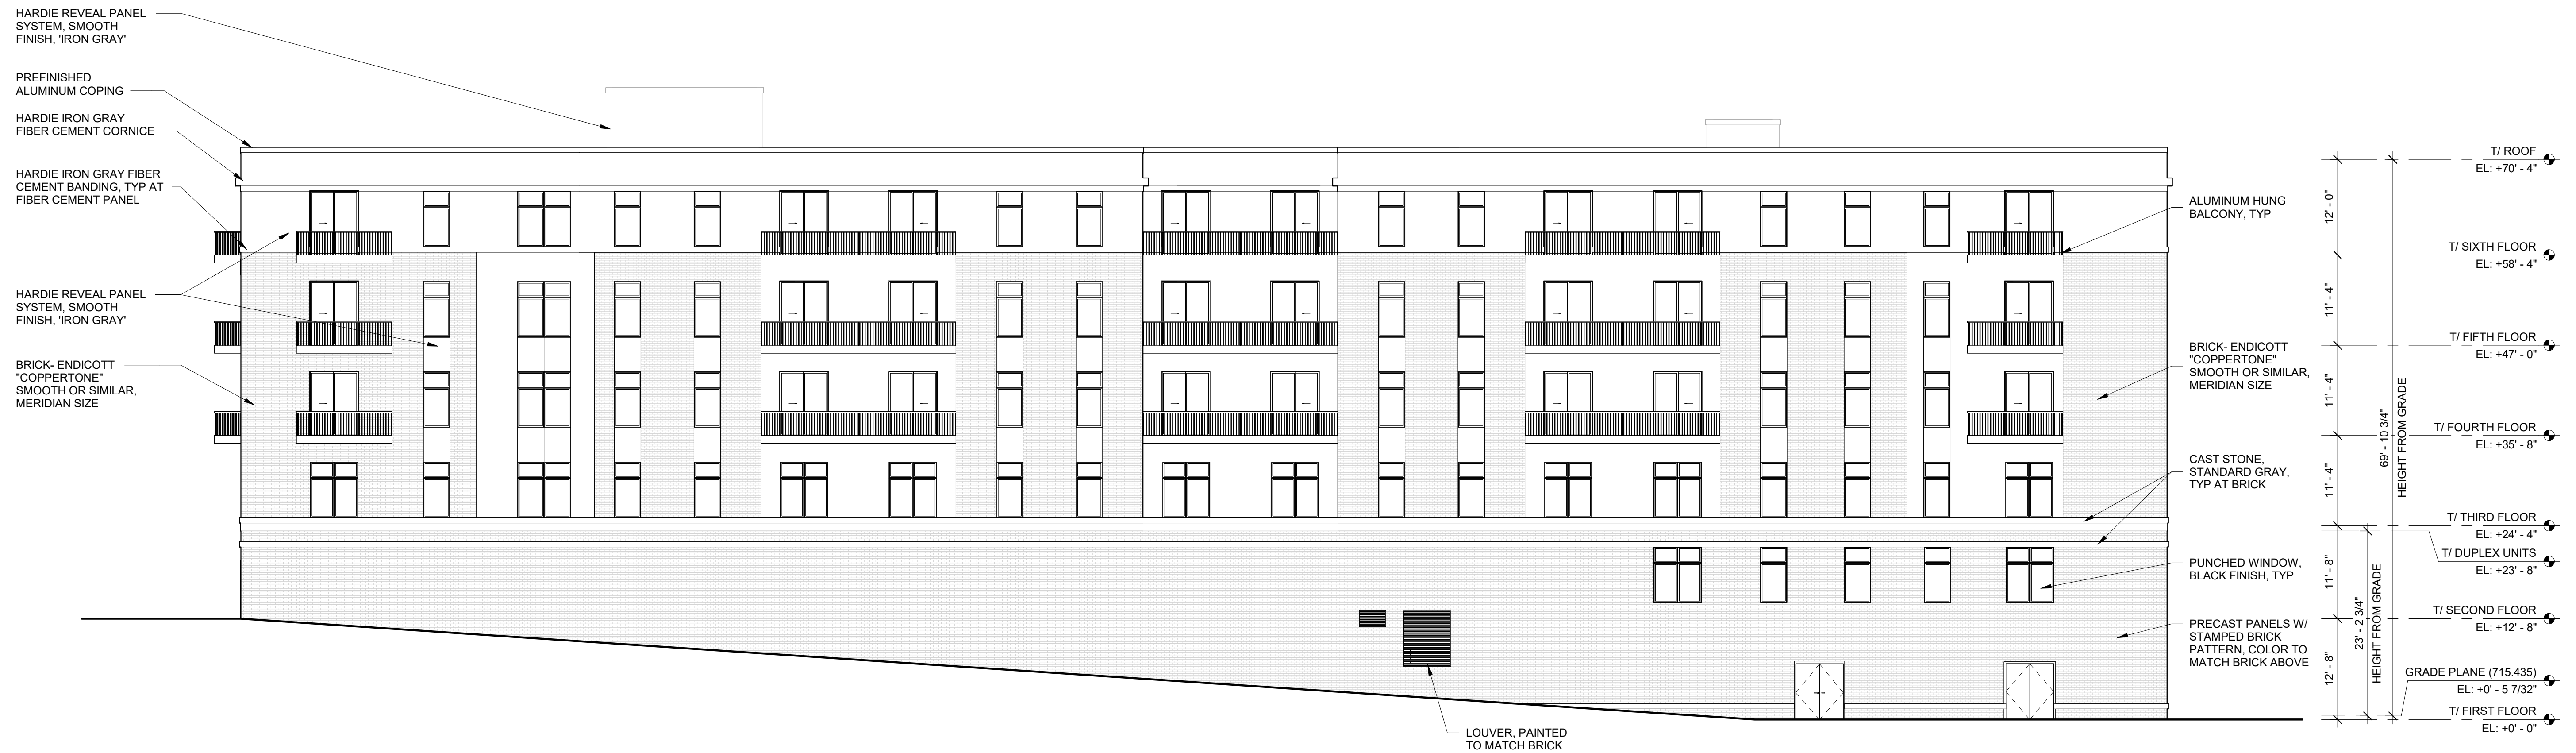 HARDIE REVEAL PANEL
SYSTEM, SMOOTH
FINISH, 'IRON GRAY'
PREFINISHED
ALUMINUM COPING
HARDIE IRON GRAY
FIBER CEMENT CORNICE
HARDIE IRON GRAY FIBER
CEMENT BANDING, TYP AT
FIBER CEMENT PANEL
HARDIE REVEAL PANEL
SYSTEM, SMOOTH
FINISH, 'IRON GRAY'
BRICK- ENDICOTT
"COPPERTONE"
SMOOTH OR SIMILAR,
MERIDIAN SIZE
LOUVER, PAINTED
TO MATCH BRICK
ALUMINUM HUNG
BALCONY, TYP
BRICK- ENDICOTT
"COPPERTONE"
SMOOTH OR SIMILAR,
MERIDIAN SIZE
CAST STONE,
STANDARD GRAY,
TYP AT BRICK
PUNCHED WINDOW,
BLACK FINISH, TYP
PRECAST PANELS W/
STAMPED BRICK
PATTERN, COLOR TO
MATCH BRICK ABOVE
12' - 0"
11' - 4"
11' - 4"
11' - 4"
11' - 8"
12' - 8"
23' - 2 3/4"
HEIGHT FROM GRADE
69' - 10 3/4"
HEIGHT FROM GRADE
T/ ROOF
EL: +70' - 4"
T/ SIXTH FLOOR
EL: +58' - 4"
T/ FIFTH FLOOR
EL: +47' - 0"
T/ FOURTH FLOOR
EL: +35' - 8"
T/ THIRD FLOOR
EL: +24' - 4"
T/ DUPLEX UNITS
EL: +23' - 8"
T/ SECOND FLOOR
EL: +12' - 8"
GRADE PLANE (715.435)
EL: +0' - 5 7/32"
T/ FIRST FLOOR
EL: +0' - 0"